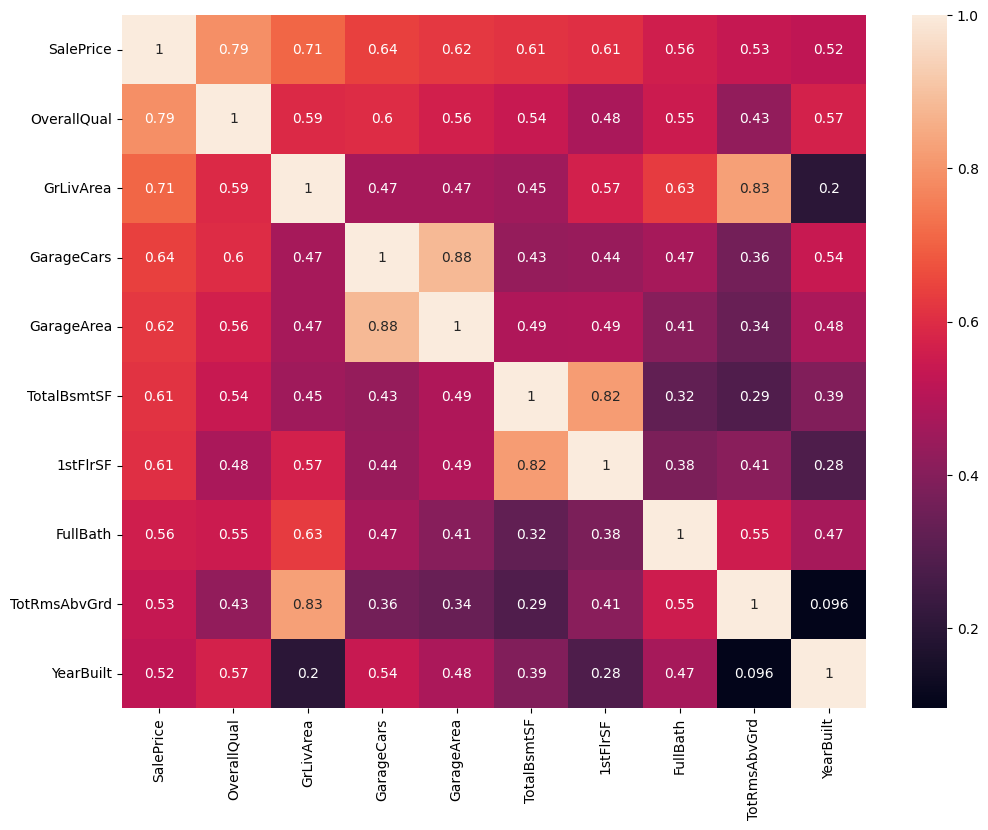 SalePrice 1 0.79 0.71 0.64 0.62 0.61 0.61 0.56 0.53 0.52
OverallQual 0.79 1 0.59 0.6 0.56 0.54 0.48 0.55 0.43 0.57
GrLivArea 0.71 0.59 1 0.47 0.47 0.45 0.57 0.63 0.83 0.2
GarageCars 0.64 0.6 0.47 1 0.88 0.43 0.44 0.47 0.36 0.54
GarageArea 0.62 0.56 0.47 0.88 1 0.49 0.49 0.41 0.34 0.48
TotalBsmtSF 0.61 0.54 0.45 0.43 0.49 1 0.82 0.32 0.29 0.39
1stFlrSF 0.61 0.48 0.57 0.44 0.49 0.82 1 0.38 0.41 0.28
FullBath 0.56 0.55 0.63 0.47 0.41 0.32 0.38 1 0.55 0.47
TotRmsAbvGrd 0.53 0.43 0.83 0.36 0.34 0.29 0.41 0.55 1 0.096
YearBuilt 0.52 0.57 0.2 0.54 0.48 0.39 0.28 0.47 0.096 1
SalePrice
OverallQual
GrLivArea
GarageCars
GarageArea
TotalBsmtSF
1stFlrSF
FullBath
TotRmsAbvGrd
YearBuilt
1.0
0.8
0.6
0.4
0.2